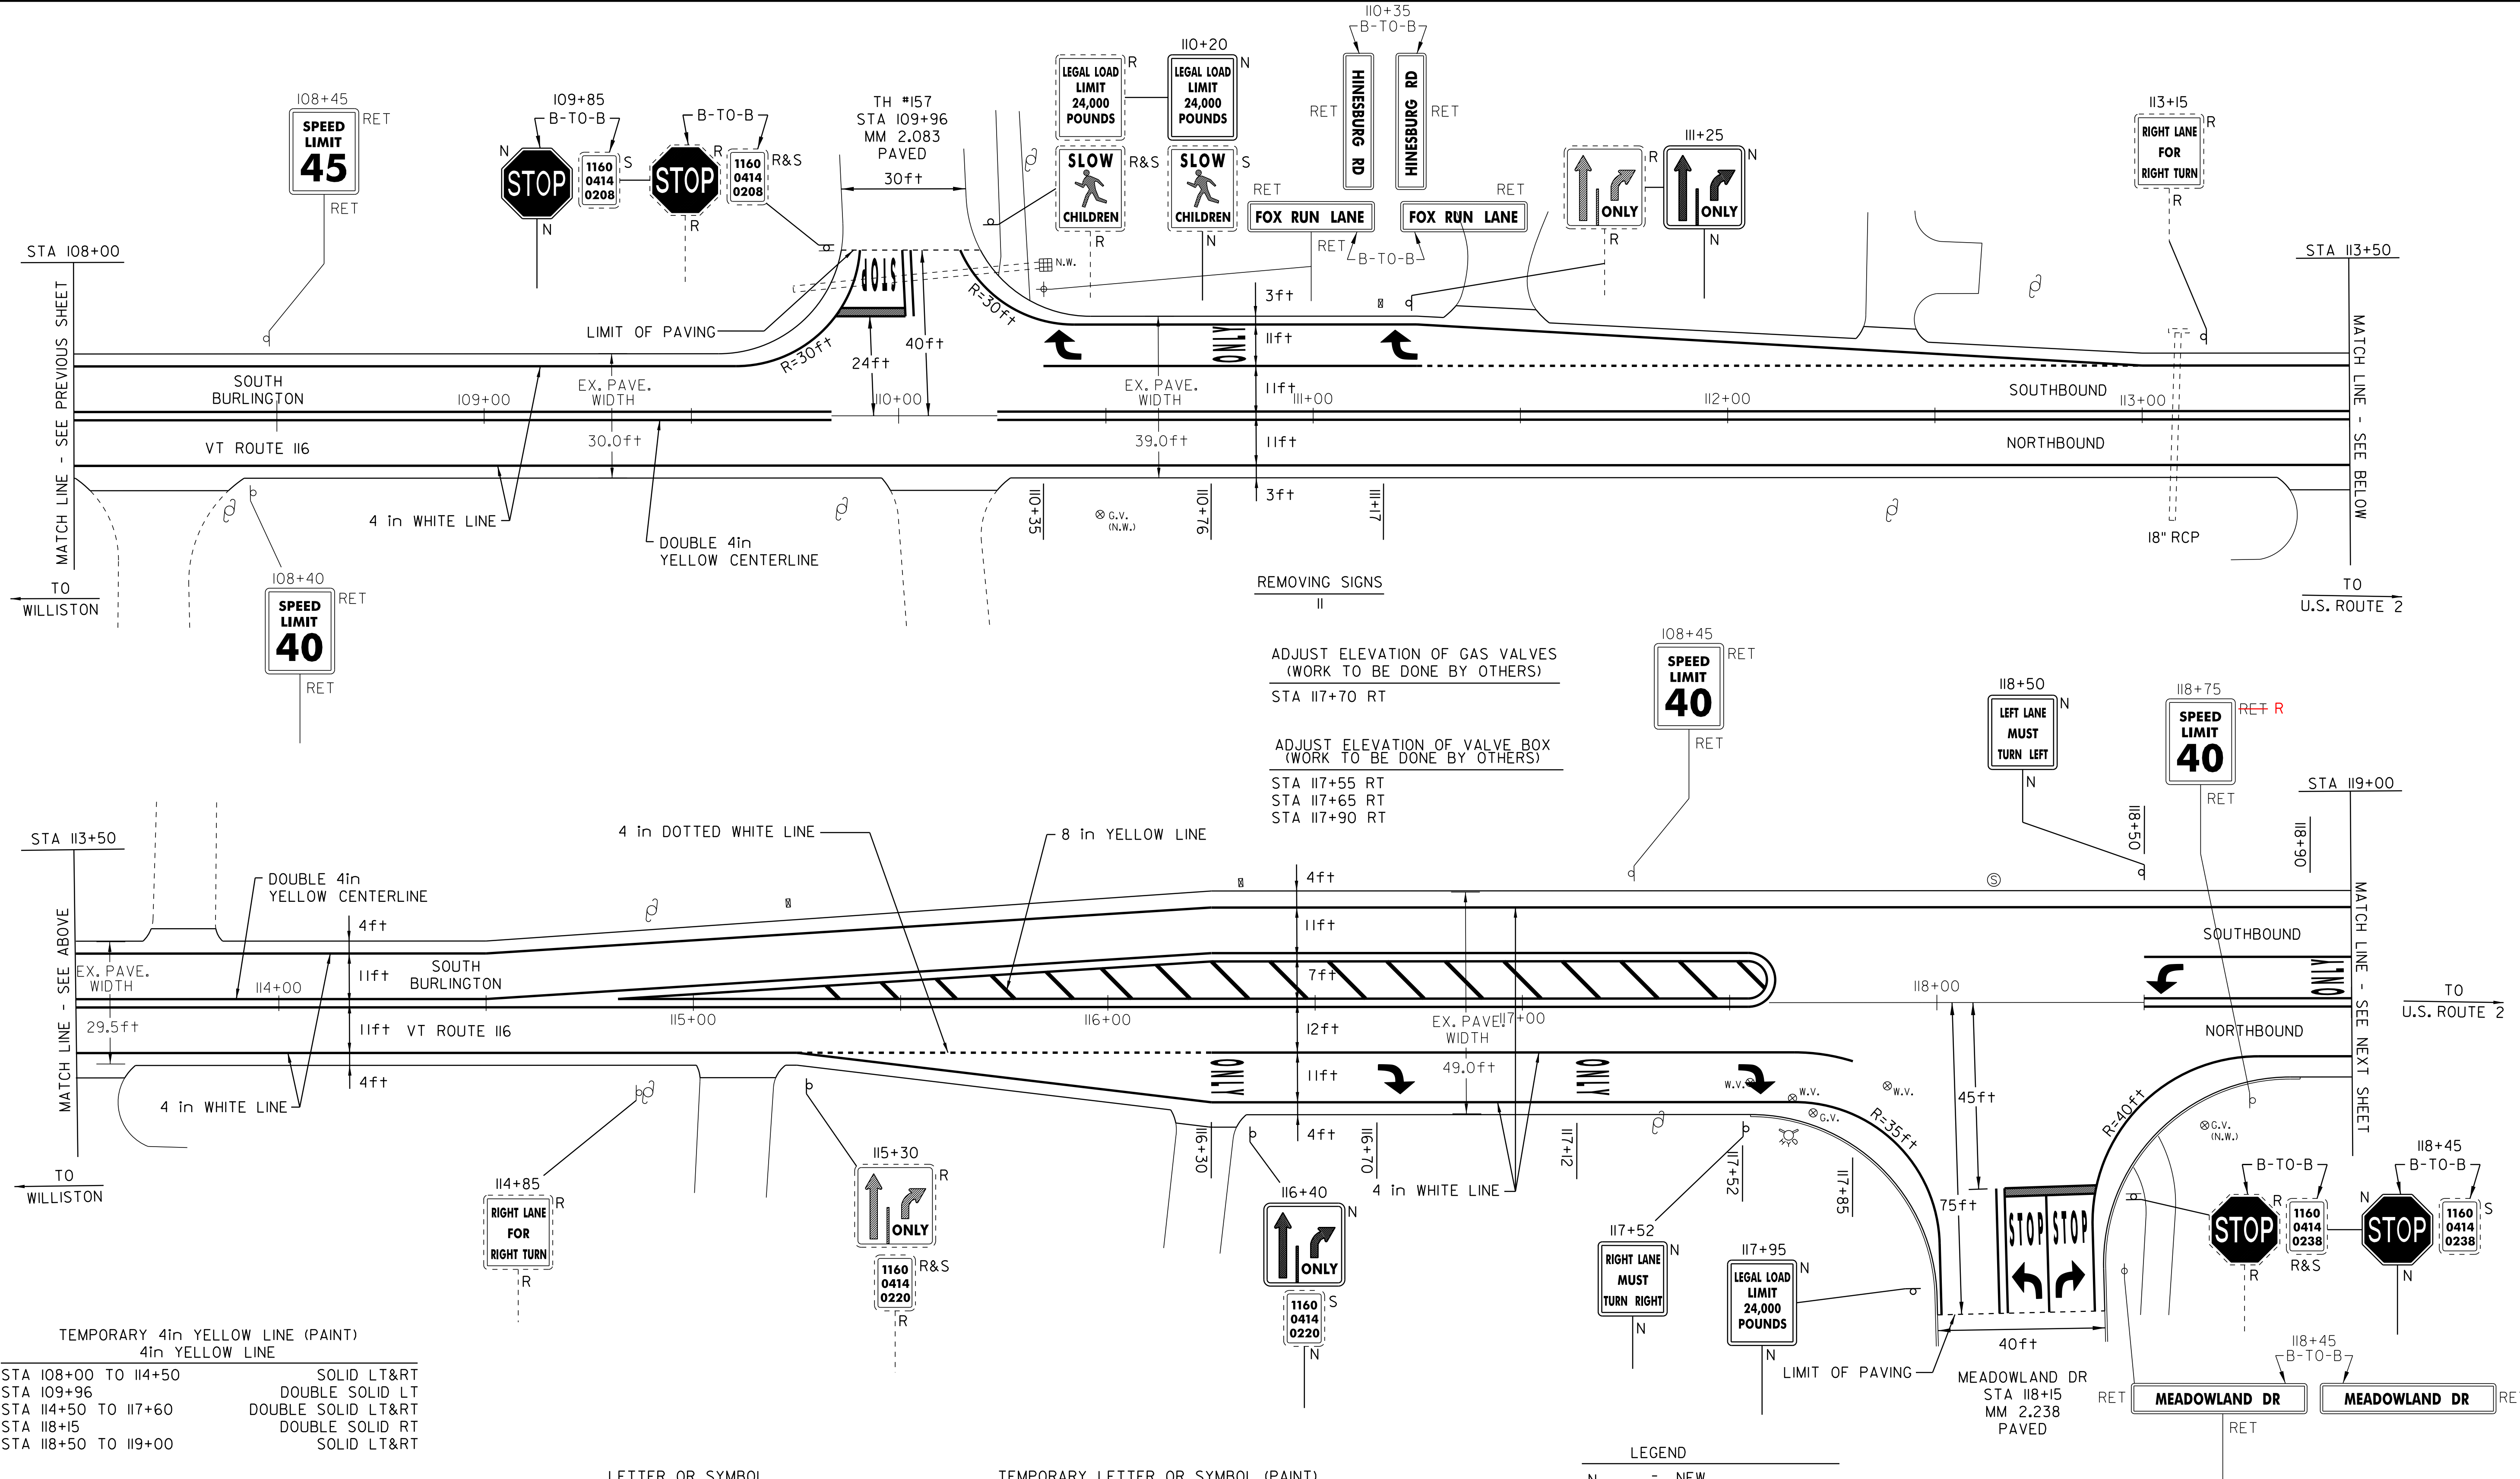 110+35
B-TO-B
108+45
SPEED
LIMIT
45
RET
RET
109+85
B-TO-B
N
STOP
N
1160
0414
0208
S
B-TO-B
STOP
R
R
1160
0414
0208
R&S
TH #157
STA 109+96
MM 2.083
PAVED
30ft
LEGAL LOAD
LIMIT
24,000
POUNDS
R
SLOW
CHILDREN
R&S
R
110+20
LEGAL LOAD
LIMIT
24,000
POUNDS
N
SLOW
CHILDREN
S
N
RET
HINESBURG RD
HINESBURG RD
RET
RET
FOX RUN LANE
RET
FOX RUN LANE
RET
B-TO-B
ONLY
R
R
111+25
ONLY
N
N
113+15
RIGHT LANE
FOR
RIGHT TURN
R
R
STA 108+00
STA 113+50
MATCH LINE - SEE PREVIOUS SHEET
LIMIT OF PAVING
STOP
N.W.
R=30ft
R=30ft
24ft
40ft
3ft
ONLY
11ft
11ft
11ft
3ft
SOUTH
BURLINGTON
109+00
EX. PAVE.
WIDTH
30.0ft
110+00
EX. PAVE.
WIDTH
39.0ft
111+00
112+00
SOUTHBOUND
113+00
VT ROUTE 116
NORTHBOUND
MATCH LINE - SEE BELOW
4 in WHITE LINE
DOUBLE 4in
YELLOW CENTERLINE
110+35
G.V.
(N.W.)
110+76
111+17
18" RCP
TO
WILLISTON
108+40
SPEED
LIMIT
40
RET
RET
REMOVING SIGNS
11
TO
U.S. ROUTE 2
ADJUST ELEVATION OF GAS VALVES
(WORK TO BE DONE BY OTHERS)
STA 117+70 RT
ADJUST ELEVATION OF VALVE BOX
(WORK TO BE DONE BY OTHERS)
STA 117+55 RT
STA 117+65 RT
STA 117+90 RT
108+45
SPEED
LIMIT
40
RET
RET
118+50
LEFT LANE
MUST
TURN LEFT
N
N
118+75
SPEED
LIMIT
40
RET R
RET
STA 113+50
STA 119+00
4 in DOTTED WHITE LINE
8 in YELLOW LINE
118+50
118+90
DOUBLE 4in
YELLOW CENTERLINE
MATCH LINE - SEE ABOVE
EX. PAVE.
WIDTH
29.5ft
4ft
11ft
11ft
4ft
114+00
SOUTH
BURLINGTON
VT ROUTE 116
115+00
116+00
4ft
11ft
7ft
12ft
11ft
4ft
EX. PAVE.
WIDTH
49.0ft
117+00
S
118+00
SOUTHBOUND
ONLY
NORTHBOUND
MATCH LINE - SEE NEXT SHEET
TO
U.S. ROUTE 2
4 in WHITE LINE
ONLY
ONLY
W.V.
W.V.
W.V.
G.V.
R=35ft
45ft
75ft
R=40ft
G.V.
(N.W.)
TO
WILLISTON
114+85
RIGHT LANE
FOR
RIGHT TURN
R
R
115+30
ONLY
R
1160
0414
0220
R&S
R
116+30
116+40
ONLY
N
1160
0414
0220
S
N
116+70
4 in WHITE LINE
117+12
117+52
RIGHT LANE
MUST
TURN RIGHT
N
N
117+52
117+95
LEGAL LOAD
LIMIT
24,000
POUNDS
N
N
117+85
STOP
STOP
LIMIT OF PAVING
40ft
MEADOWLAND DR
STA 118+15
MM 2.238
PAVED
B-TO-B
STOP
R
R
1160
0414
0238
R&S
118+45
B-TO-B
N
STOP
N
1160
0414
0238
S
118+45
B-TO-B
RET
MEADOWLAND DR
RET
MEADOWLAND DR
RE
TEMPORARY 4in YELLOW LINE (PAINT)
4in YELLOW LINE
STA 108+00 TO 114+50 SOLID LT&RT
STA 109+96 DOUBLE SOLID LT
STA 114+50 TO 117+60 DOUBLE SOLID LT&RT
STA 118+15 DOUBLE SOLID RT
STA 118+50 TO 119+00 SOLID LT&RT
LETTER OR SYMBOL
TEMPORARY LETTER OR SYMBOL (PAINT)
LEGEND
N - NEW